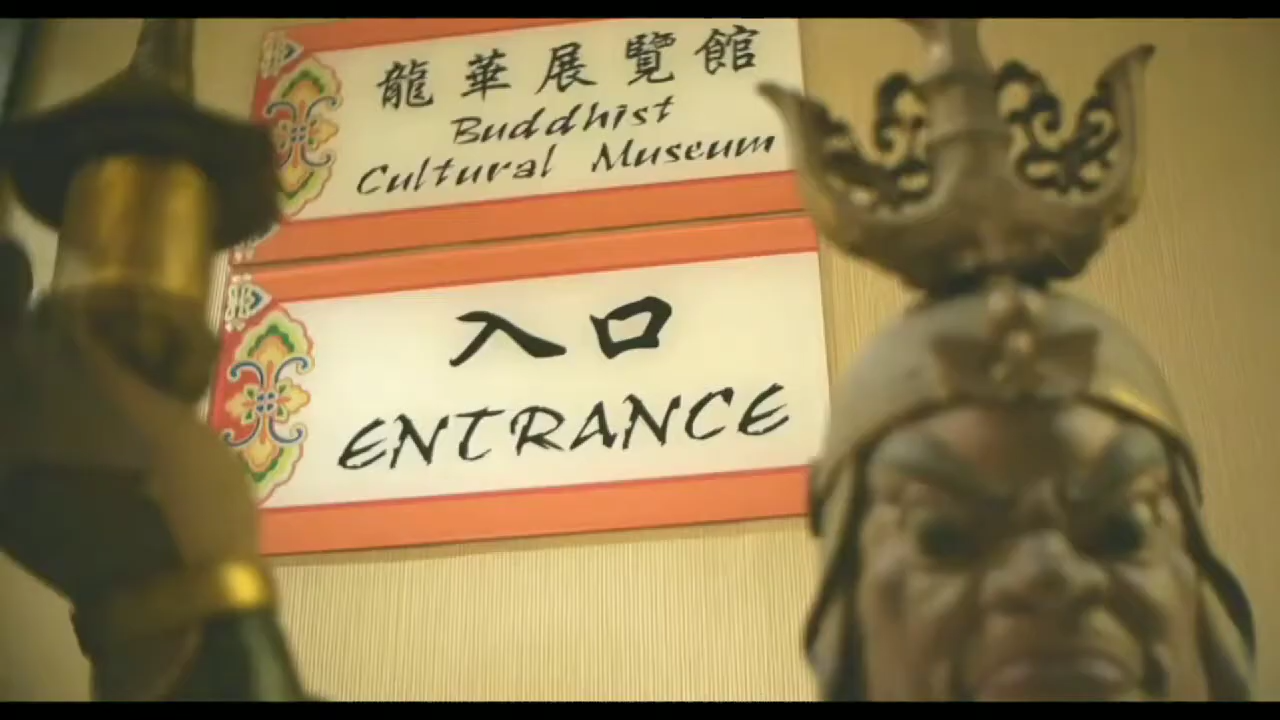 龍華展覽館
Buddhist
Cultural Museum
入口
ENTRANCE